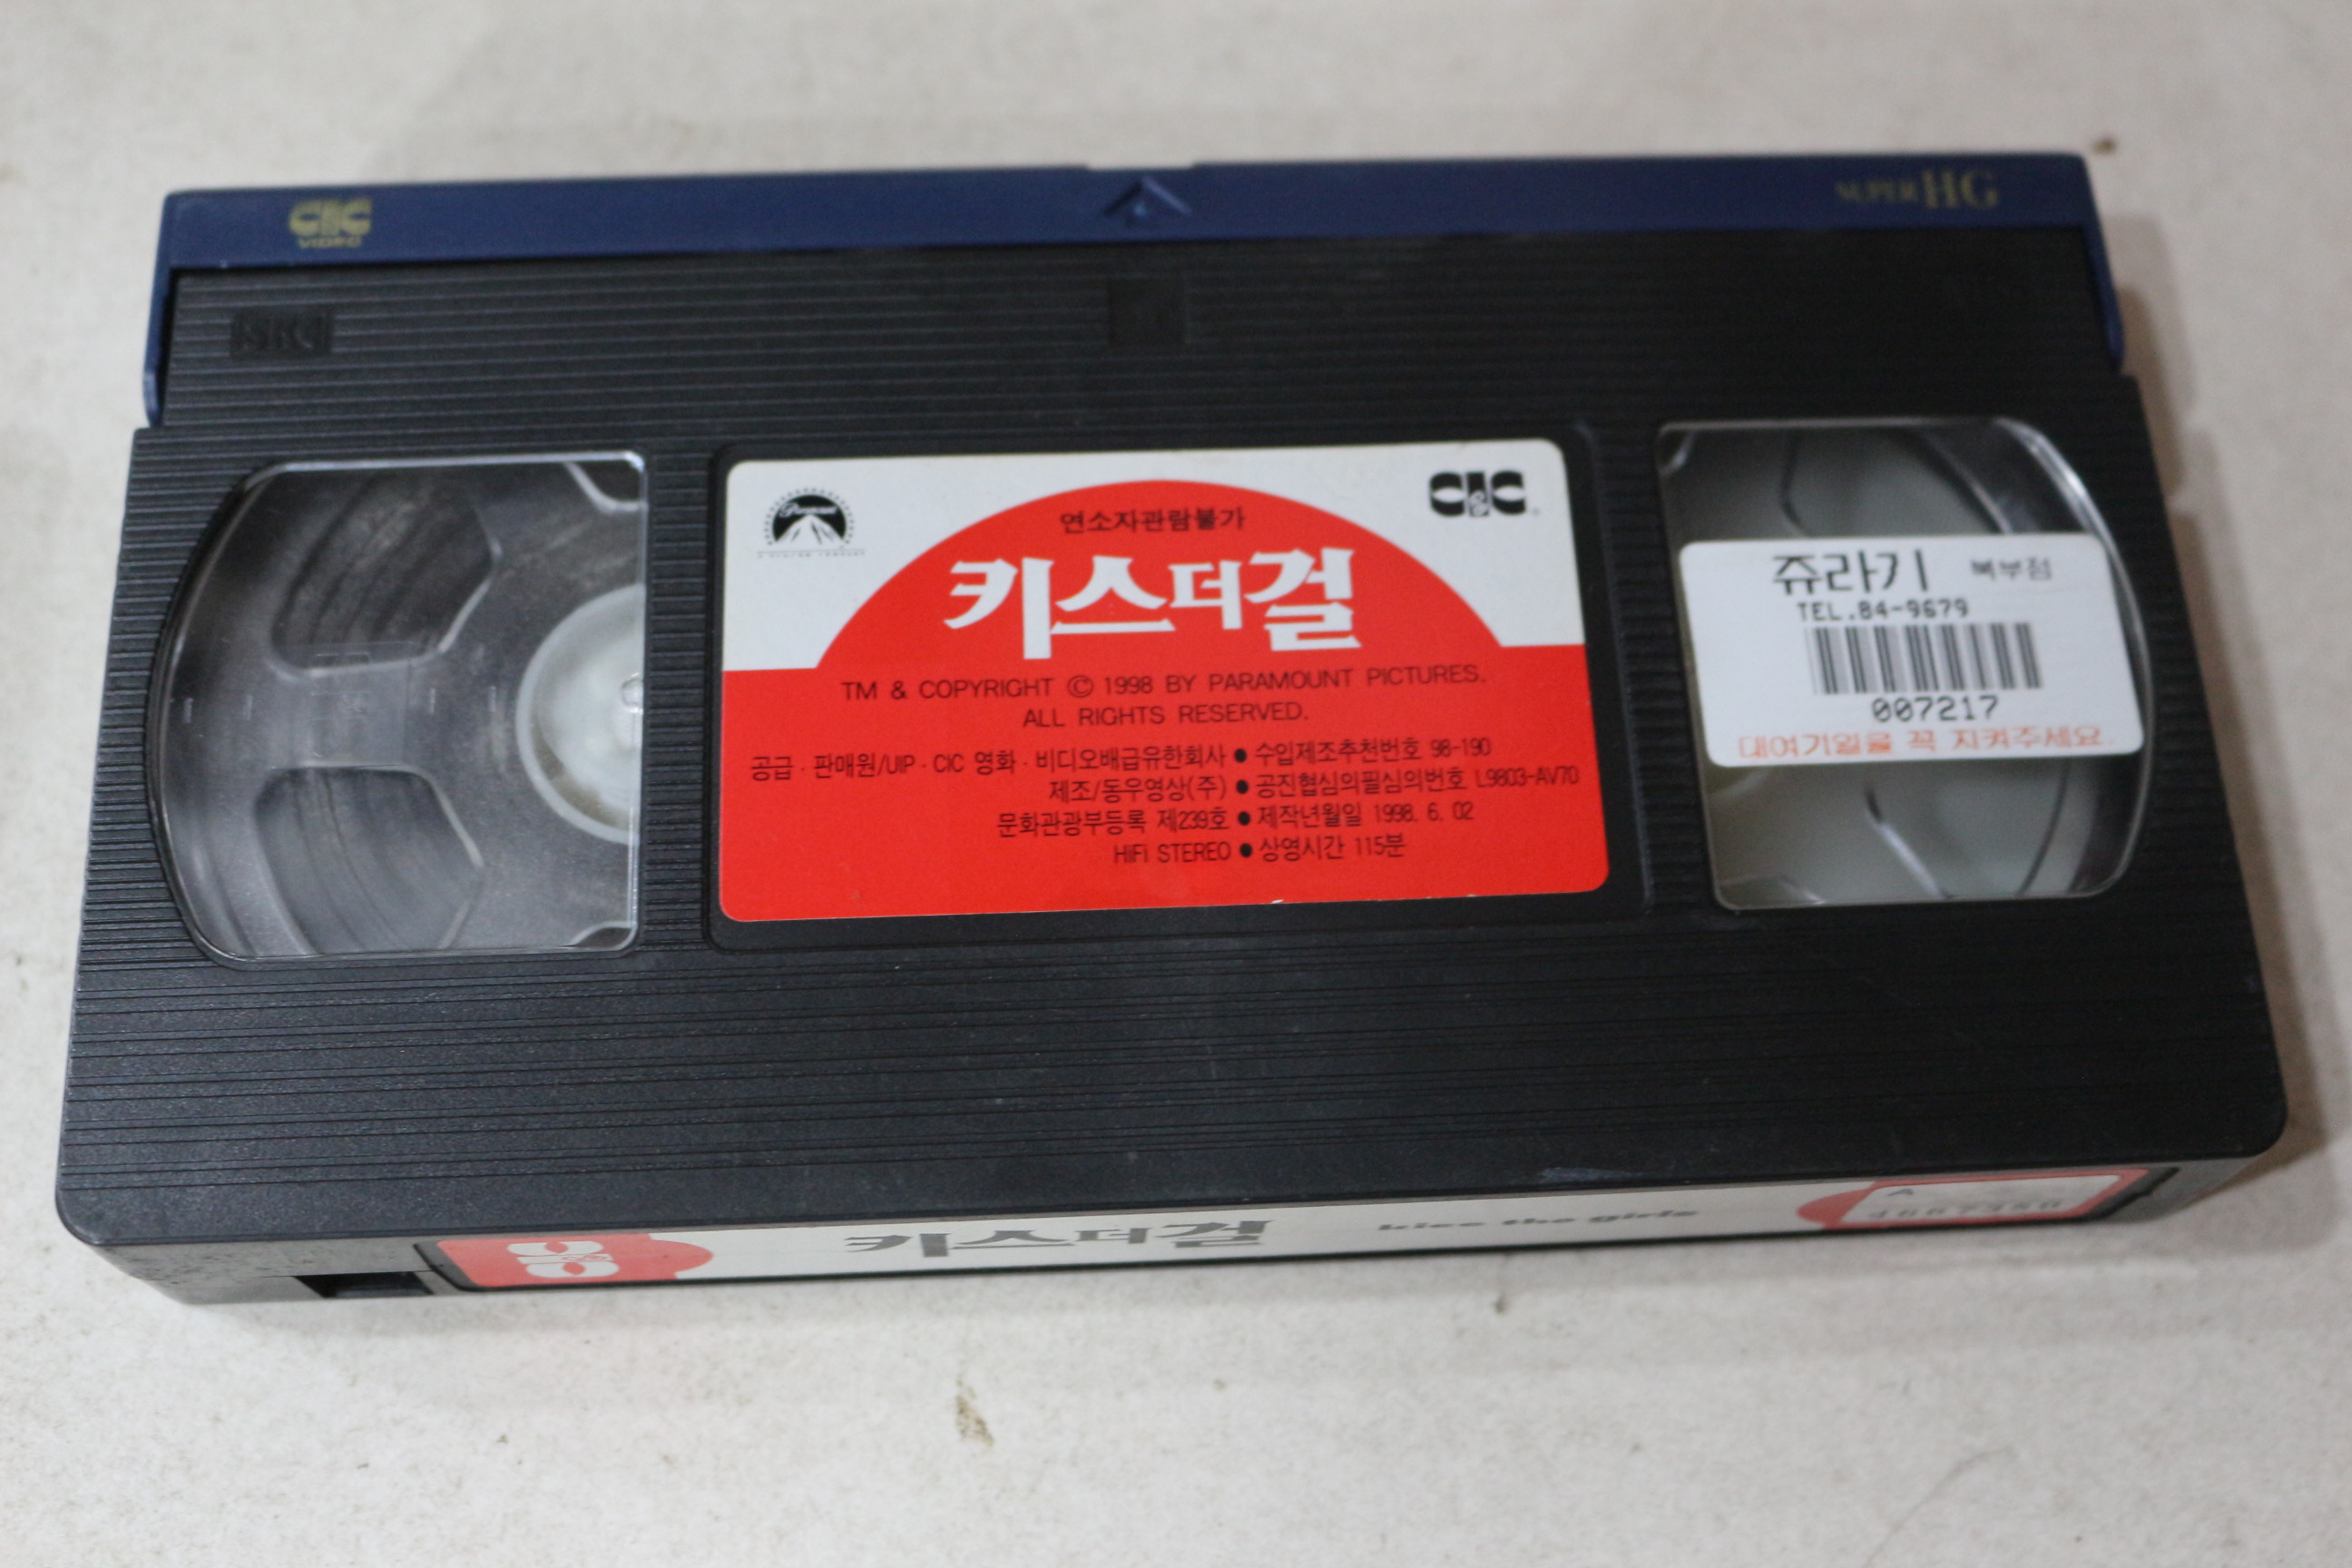 CIC
VIDEO
SUPER HG
SKC
Paramount
연소자관람불가
CIC
키스더걸
TM & COPYRIGHT © 1998 BY PARAMOUNT PICTURES.
ALL RIGHTS RESERVED.
공급·판매원/UIP·CIC 영화·비디오배급유한회사 ● 수입제조추천번호 98-190
제조/동우영상(주) ● 공진협심의필심의번호 L9803-AV70
문화관광부등록 제239호 ● 제작년월일 1998. 6. 02
HiFi STEREO ● 상영시간 115분
쥬라기 북부점
TEL.84-9679
007217
대여기일을 꼭 지켜주세요
키스더걸 kiss the girls
A